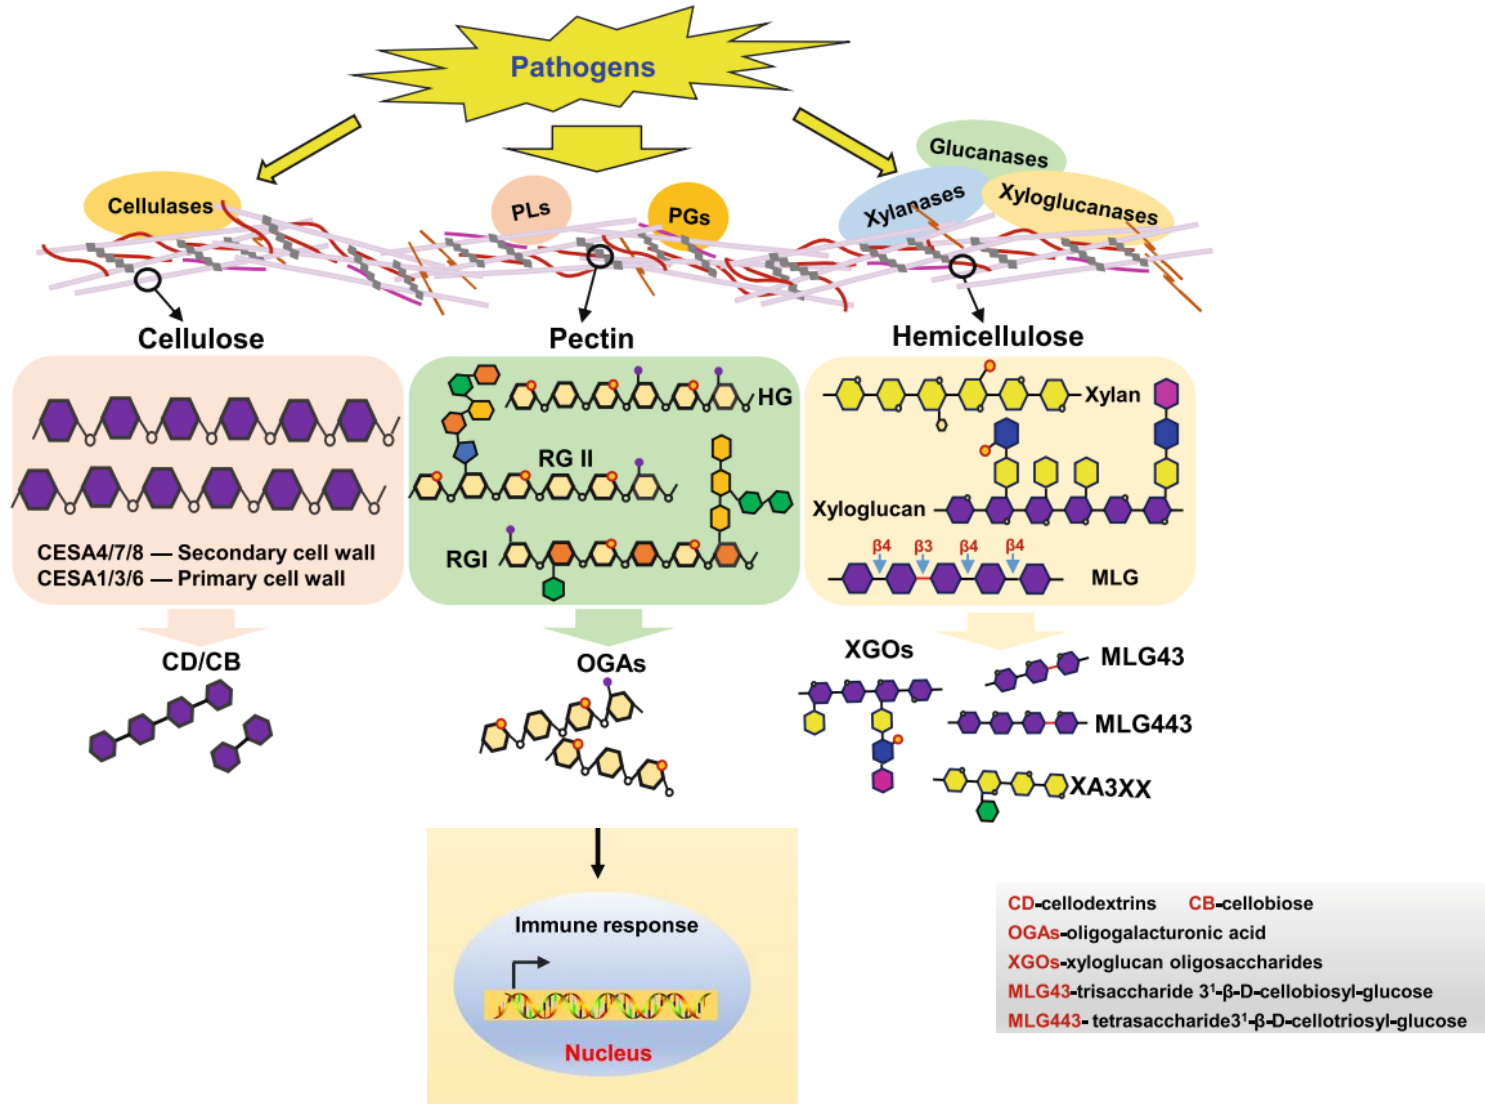 Pathogens
Glucanases
Cellulases
PLs
PGs
Xylanases
Xyloglucanases
Cellulose
Pectin
Hemicellulose
CESA4/7/8 — Secondary cell wall
CESA1/3/6 — Primary cell wall
HG
RG II
RGI
Xylan
Xyloglucan
β4 β3 β4 β4
MLG
CD/CB
OGAs
XGOs
MLG43
MLG443
XA3XX
Immune response
Nucleus
CD-cellodextrins CB-cellobiose
OGAs-oligogalacturonic acid
XGOs-xyloglucan oligosaccharides
MLG43-trisaccharide 3¹-β-D-cellobiosyl-glucose
MLG443- tetrasaccharide3¹-β-D-cellotriosyl-glucose